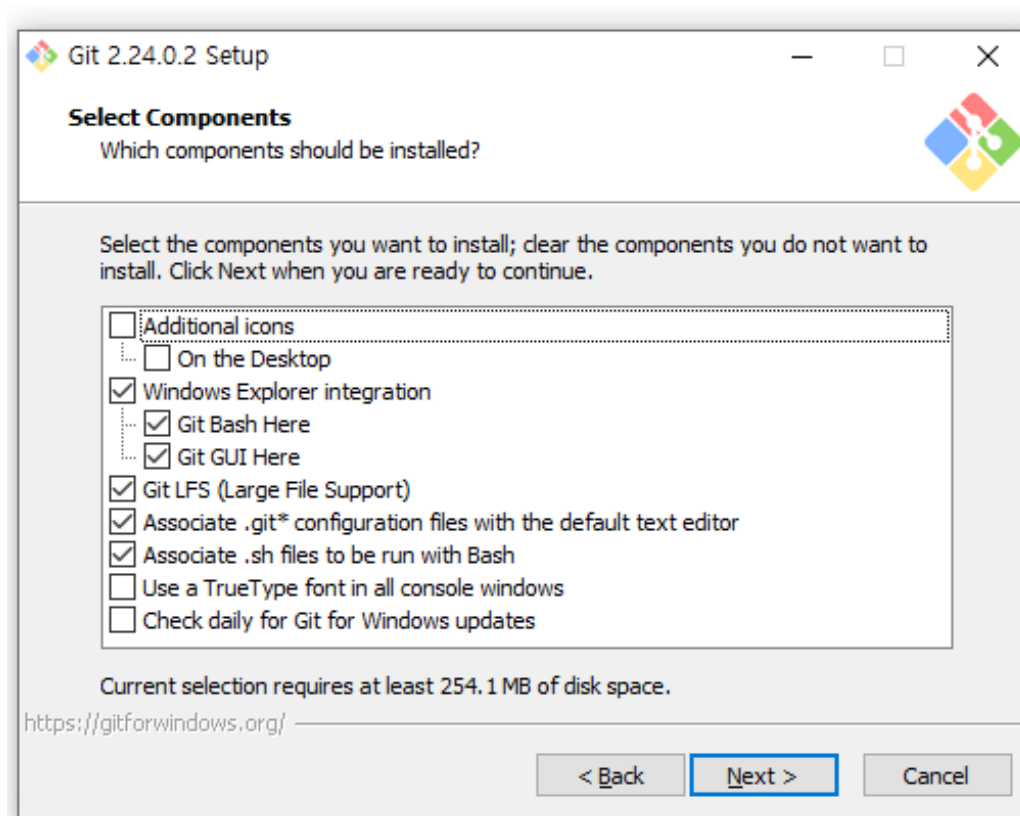 Git 2.24.0.2 Setup
Select Components
Which components should be installed?
Select the components you want to install; clear the components you do not want to
install. Click Next when you are ready to continue.
Additional icons
On the Desktop
Windows Explorer integration
Git Bash Here
Git GUI Here
Git LFS (Large File Support)
Associate .git* configuration files with the default text editor
Associate .sh files to be run with Bash
Use a TrueType font in all console windows
Check daily for Git for Windows updates
Current selection requires at least 254.1 MB of disk space.
https://gitforwindows.org/
< Back
Next >
Cancel